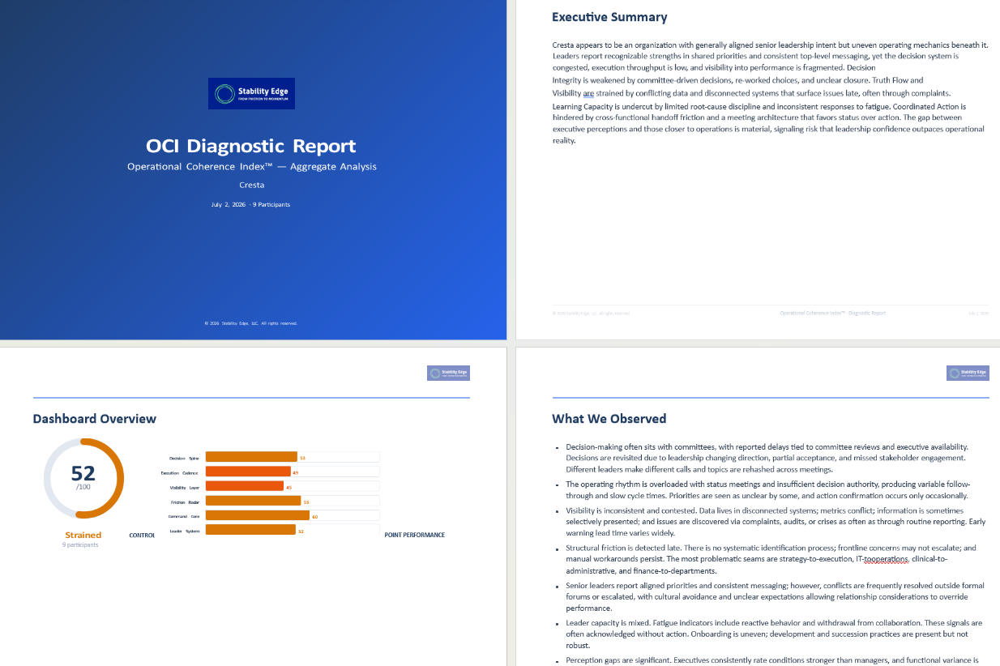 Stability Edge
FROM FRICTION TO MOMENTUM
OCI Diagnostic Report
Operational Coherence Index™ — Aggregate Analysis
Cresta
July 2, 2026 · 9 Participants
© 2026 Stability Edge, LLC. All rights reserved.
Executive Summary
Cresta appears to be an organization with generally aligned senior leadership intent but uneven operating mechanics beneath it.
Leaders report recognizable strengths in shared priorities and consistent top-level messaging, yet the decision system is
congested, execution throughput is low, and visibility into performance is fragmented. Decision
Integrity is weakened by committee-driven decisions, re-worked choices, and unclear closure. Truth Flow and
Visibility are strained by conflicting data and disconnected systems that surface issues late, often through complaints.
Learning Capacity is undercut by limited root-cause discipline and inconsistent responses to fatigue. Coordinated Action is
hindered by cross-functional handoff friction and a meeting architecture that favors status over action. The gap between
executive perceptions and those closer to operations is material, signaling risk that leadership confidence outpaces operational
reality.
© 2026 Stability Edge, LLC. All rights reserved.
Operational Coherence Index™ · Diagnostic Report
July 2, 2026
Stability Edge
Dashboard Overview
52
/100
Strained
9 participants
CONTROL
Decision Spine 53
Execution Cadence 49
Visibility Layer 45
Friction Radar 55
Command Core 60
Leader System 52
POINT PERFORMANCE
Stability Edge
What We Observed
• Decision-making often sits with committees, with reported delays tied to committee reviews and executive availability.
Decisions are revisited due to leadership changing direction, partial acceptance, and missed stakeholder engagement.
Different leaders make different calls and topics are rehashed across meetings.
• The operating rhythm is overloaded with status meetings and insufficient decision authority, producing variable follow-
through and slow cycle times. Priorities are seen as unclear by some, and action confirmation occurs only occasionally.
• Visibility is inconsistent and contested. Data lives in disconnected systems; metrics conflict; information is sometimes
selectively presented; and issues are discovered via complaints, audits, or crises as often as through routine reporting. Early
warning lead time varies widely.
• Structural friction is detected late. There is no systematic identification process; frontline concerns may not escalate; and
manual workarounds persist. The most problematic seams are strategy-to-execution, IT-tooperations, clinical-to-
administrative, and finance-to-departments.
• Senior leaders report aligned priorities and consistent messaging; however, conflicts are frequently resolved outside formal
forums or escalated, with cultural avoidance and unclear expectations allowing relationship considerations to override
performance.
• Leader capacity is mixed. Fatigue indicators include reactive behavior and withdrawal from collaboration. These signals are
often acknowledged without action. Onboarding is uneven; development and succession practices are present but not
robust.
• Perception gaps are significant. Executives consistently rate conditions stronger than managers, and functional variance is